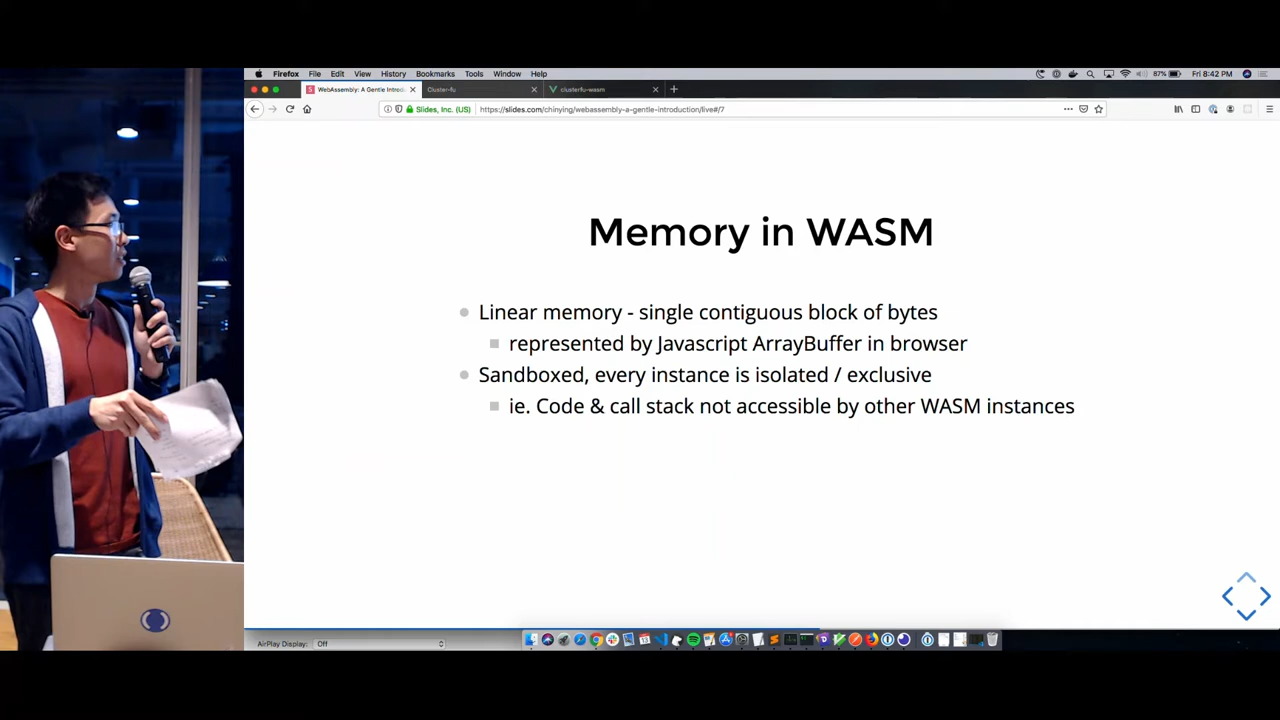 Firefox File Edit View History Bookmarks Tools Window Help 87% Fri 8:42 PM
WebAssembly: A Gentle Introd Cluster-fu clusterfu-wasm
Slides, Inc. (US) https://slides.com/chinying/webassembly-a-gentle-introduction/live#/7
Memory in WASM
Linear memory - single contiguous block of bytes
represented by Javascript ArrayBuffer in browser
Sandboxed, every instance is isolated / exclusive
ie. Code & call stack not accessible by other WASM instances
AirPlay Display: Off